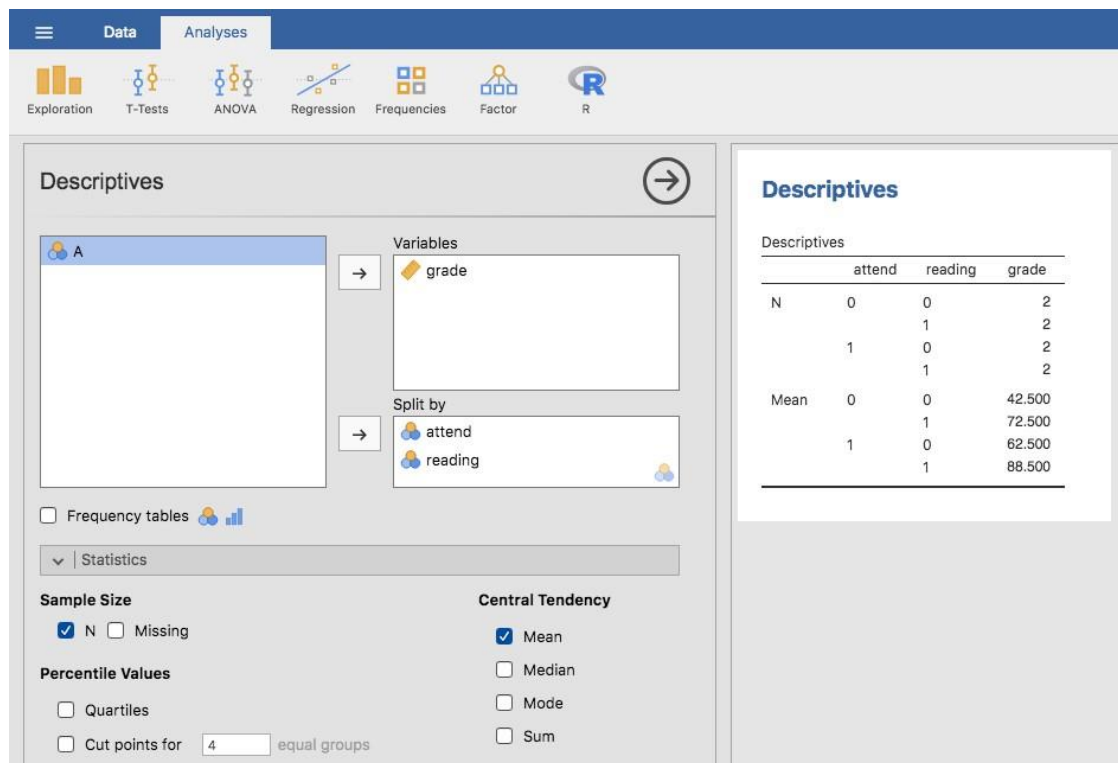 Data Analyses
Exploration T-Tests ANOVA Regression Frequencies Factor R
Descriptives
A
Variables
grade
Split by
attend
reading
Frequency tables
Statistics
Sample Size
N Missing
Percentile Values
Quartiles
Cut points for 4 equal groups
Central Tendency
Mean
Median
Mode
Sum
Descriptives
Descriptives
attend reading grade
N 0 0 2
1 2
1 0 2
1 2
Mean 0 0 42.500
1 72.500
1 0 62.500
1 88.500